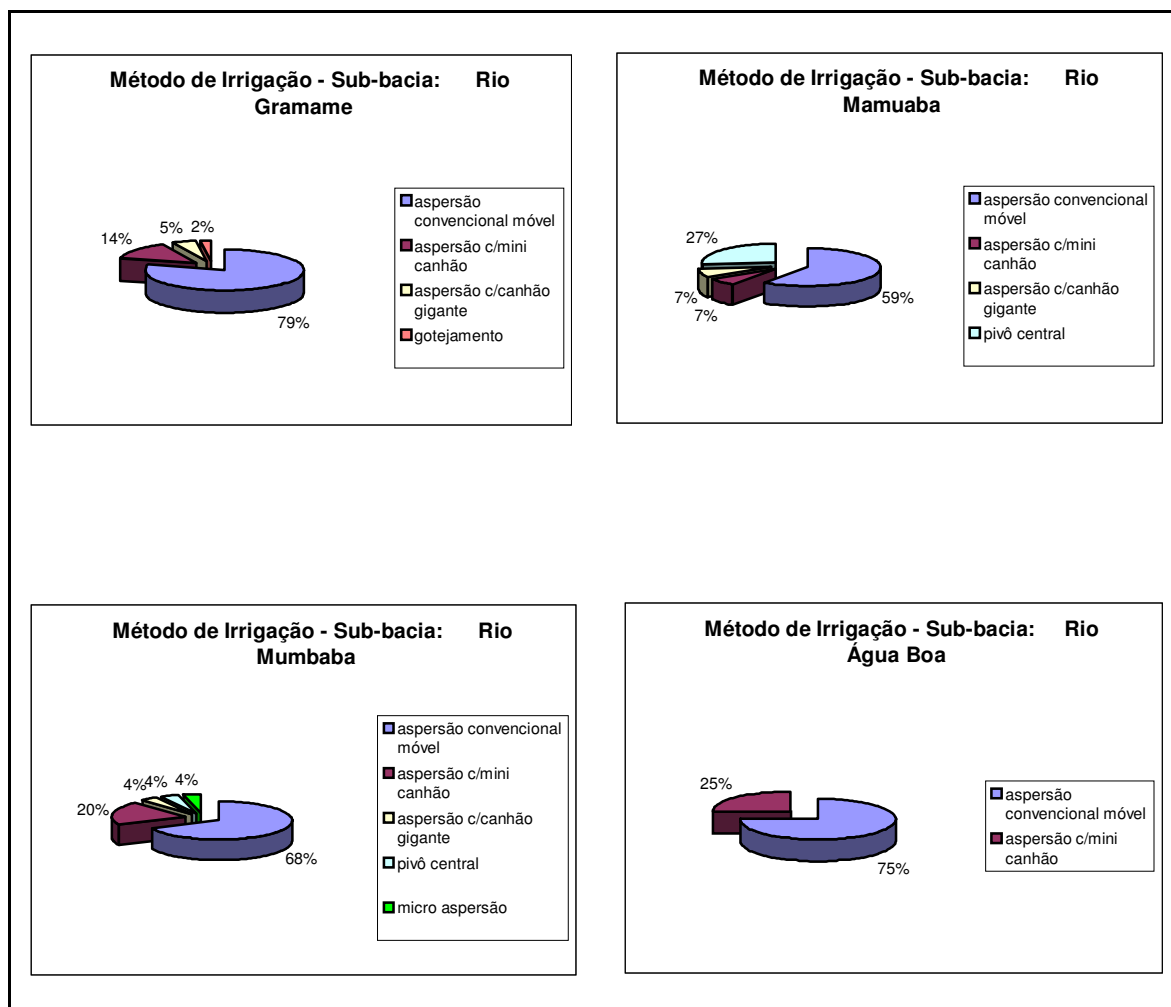 Método de Irrigação - Sub-bacia: Rio
Gramame
14%
5%
2%
79%
aspersão
convencional móvel
aspersão c/mini
canhão
aspersão c/canhão
gigante
gotejamento
Método de Irrigação - Sub-bacia: Rio
Mamuaba
27%
7%
7%
59%
aspersão convencional
móvel
aspersão c/mini
canhão
aspersão c/canhão
gigante
pivô central
Método de Irrigação - Sub-bacia: Rio
Mumbaba
20%
4%
4%
4%
68%
aspersão convencional
móvel
aspersão c/mini
canhão
aspersão c/canhão
gigante
pivô central
micro aspersão
Método de Irrigação - Sub-bacia: Rio
Água Boa
25%
75%
aspersão
convencional móvel
aspersão c/mini
canhão